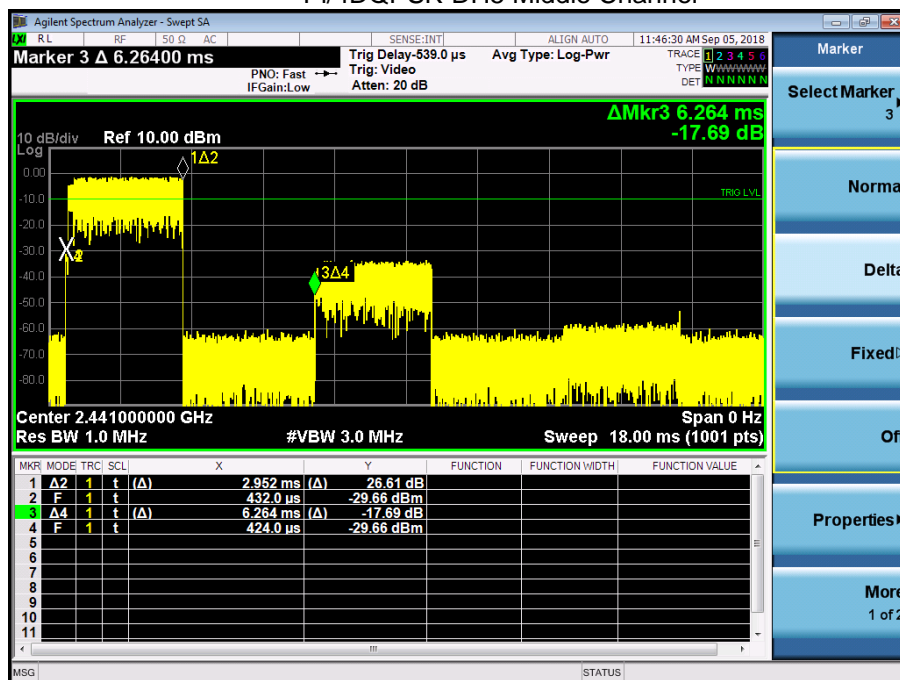 Agilent Spectrum Analyzer - Swept SA
LXI RL RF 50 Ω AC SENSE:INT ALIGN AUTO 11:46:30 AM Sep 05, 2018
Marker 3 Δ 6.26400 ms Trig Delay-539.0 µs Avg Type: Log-Pwr TRACE 1 2 3 4 5 6
PNO: Fast Trig: Video TYPE WWWWWWW
IFGain:Low Atten: 20 dB DET N N N N N N
ΔMkr3 6.264 ms
10 dB/div Ref 10.00 dBm -17.69 dB
Log
1Δ2
0.00
TRIG LVL
-10.0
-20.0
-30.0
-40.0 3Δ4
-50.0
-60.0
-70.0
-80.0
Center 2.441000000 GHz Span 0 Hz
Res BW 1.0 MHz #VBW 3.0 MHz Sweep 18.00 ms (1001 pts)
MKR MODE TRC SCL X Y FUNCTION FUNCTION WIDTH FUNCTION VALUE
1 Δ2 1 t (Δ) 2.952 ms (Δ) 26.61 dB
2 F 1 t 432.0 µs -29.66 dBm
3 Δ4 1 t (Δ) 6.264 ms (Δ) -17.69 dB
4 F 1 t 424.0 µs -29.66 dBm
5
6
7
8
9
10
11
MSG STATUS
Marker
Select Marker
3
Norma
Delta
Fixed
Of
Properties
More
1 of 2